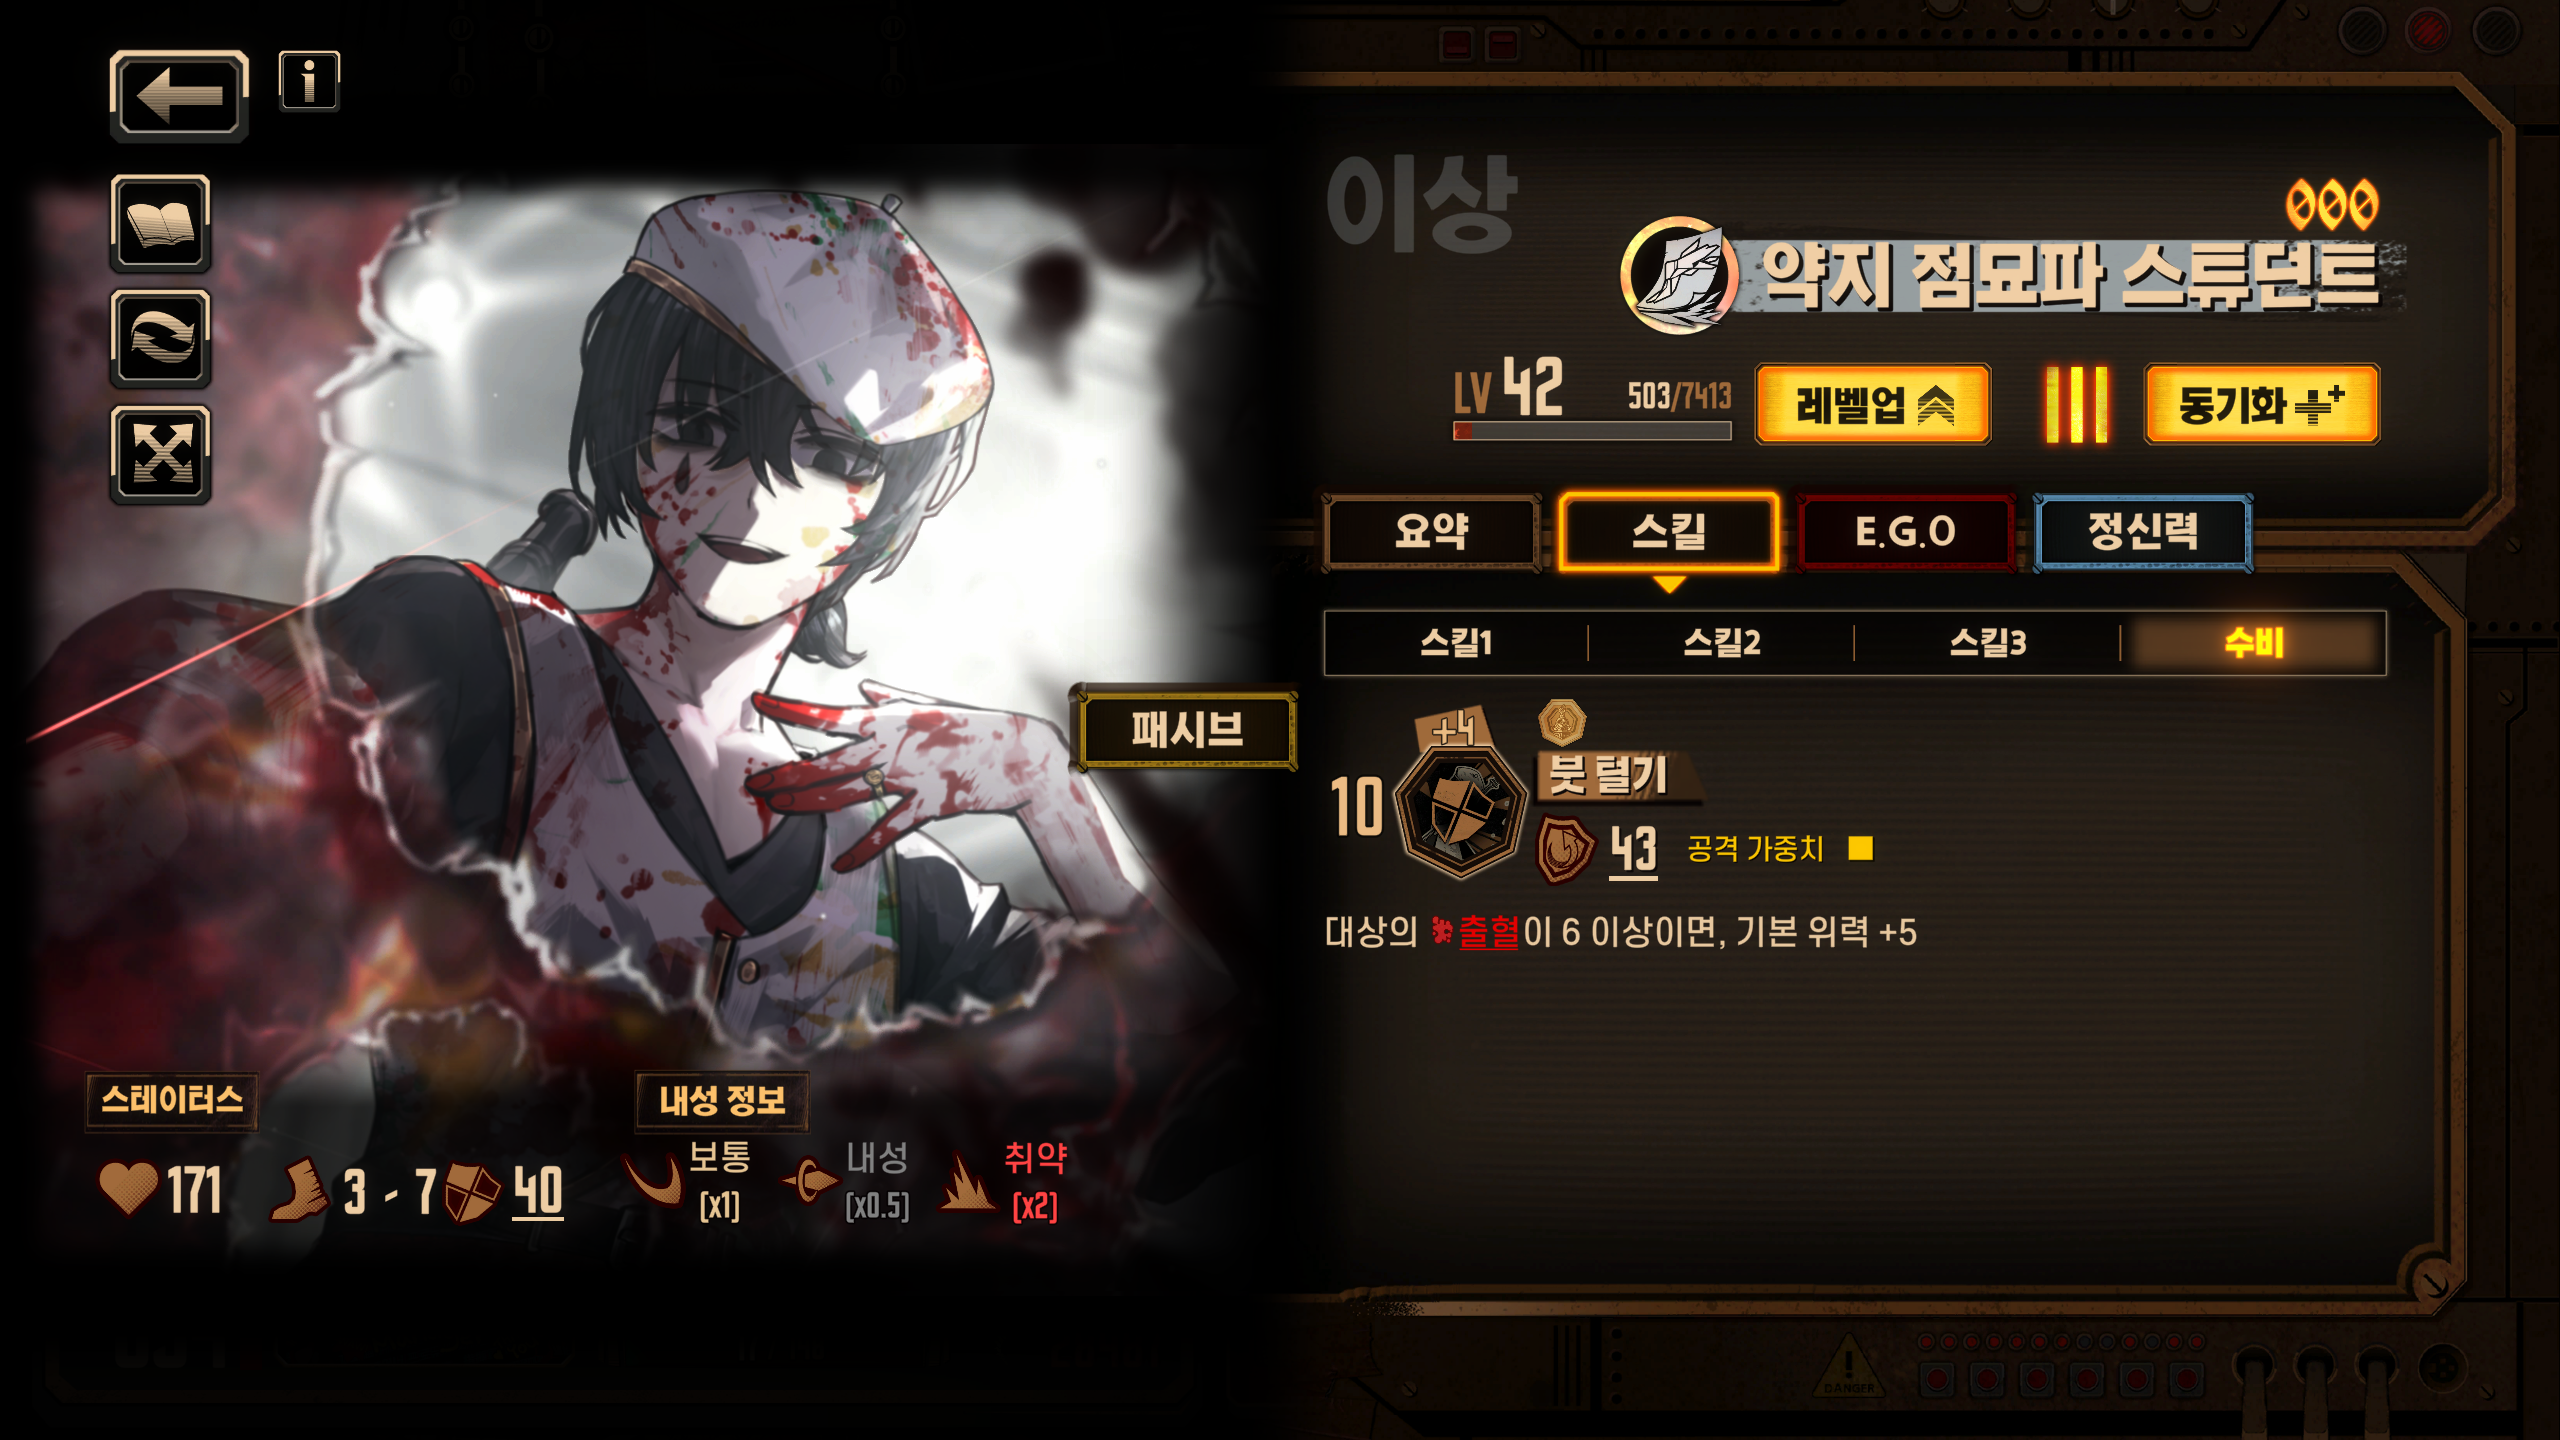 이상
약지 점묘파 스튜던트
LV 42
503/7413
레벨업
동기화
요약
스킬
E.G.O
정신력
스킬1
스킬2
스킬3
수비
패시브
+4
10
붓 털기
43
공격 가중치
대상의 출혈이 6 이상이면, 기본 위력 +5
스테이터스
171
3 - 7
40
내성 정보
보통
[x1]
내성
[x0.5]
취약
[x2]
DANGER